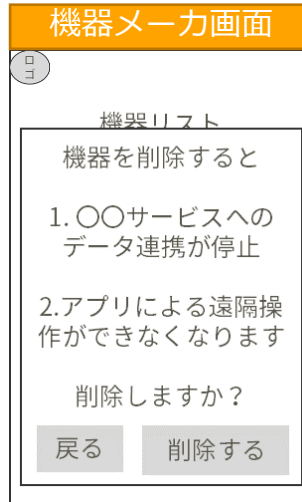 機器メーカ画面
ロゴ
機器リスト
機器を削除すると
1.〇〇サービスへの
データ連携が停止
2.アプリによる遠隔操
作ができなくなります
削除しますか？
戻る
削除する